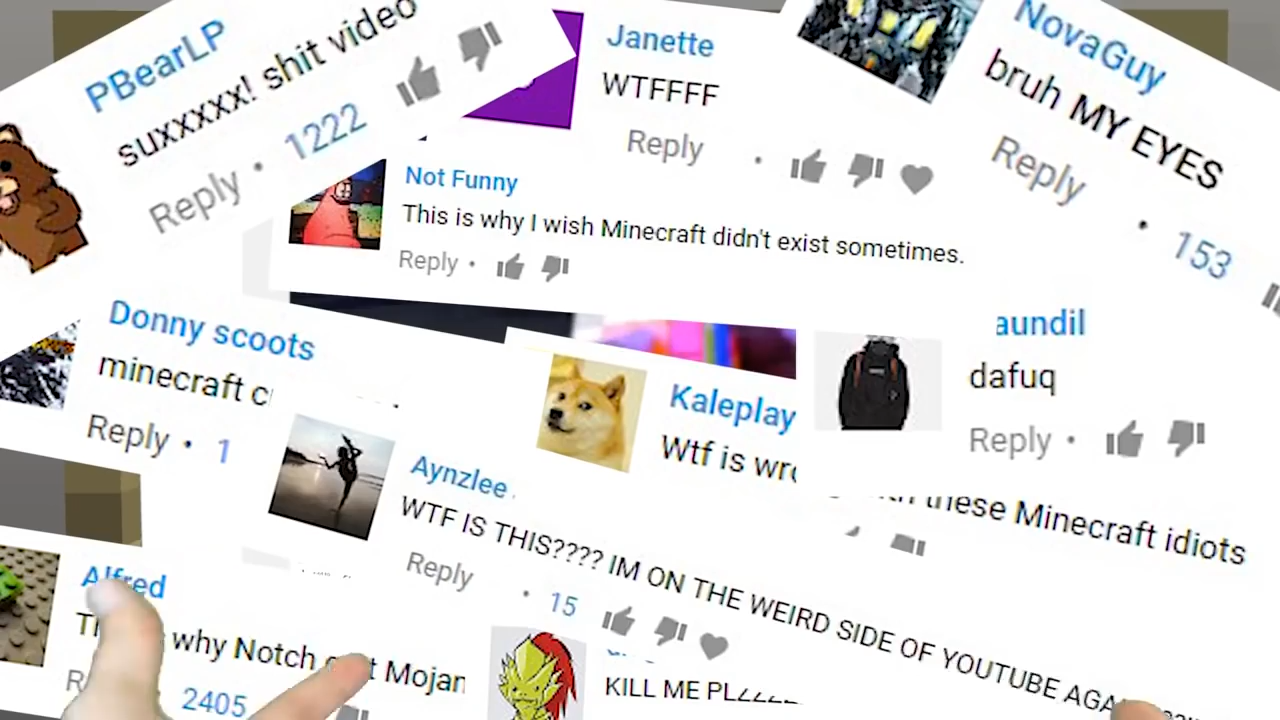 PBearLP
suxxxxx! shit video
Reply • 1222
Janette
WTFFFF
Reply •
NovaGuy
bruh MY EYES
Reply • 153
Not Funny
This is why I wish Minecraft didn't exist sometimes.
Reply •
Donny scoots
minecraft
Reply • 1
aundil
dafuq
Reply •
Kaleplay
Wtf is
these Minecraft idiots
Aynzlee
WTF IS THIS???? IM ON THE WEIRD SIDE OF YOUTUBE
Reply • 15
Alfred
why Notch
2405
KILL ME